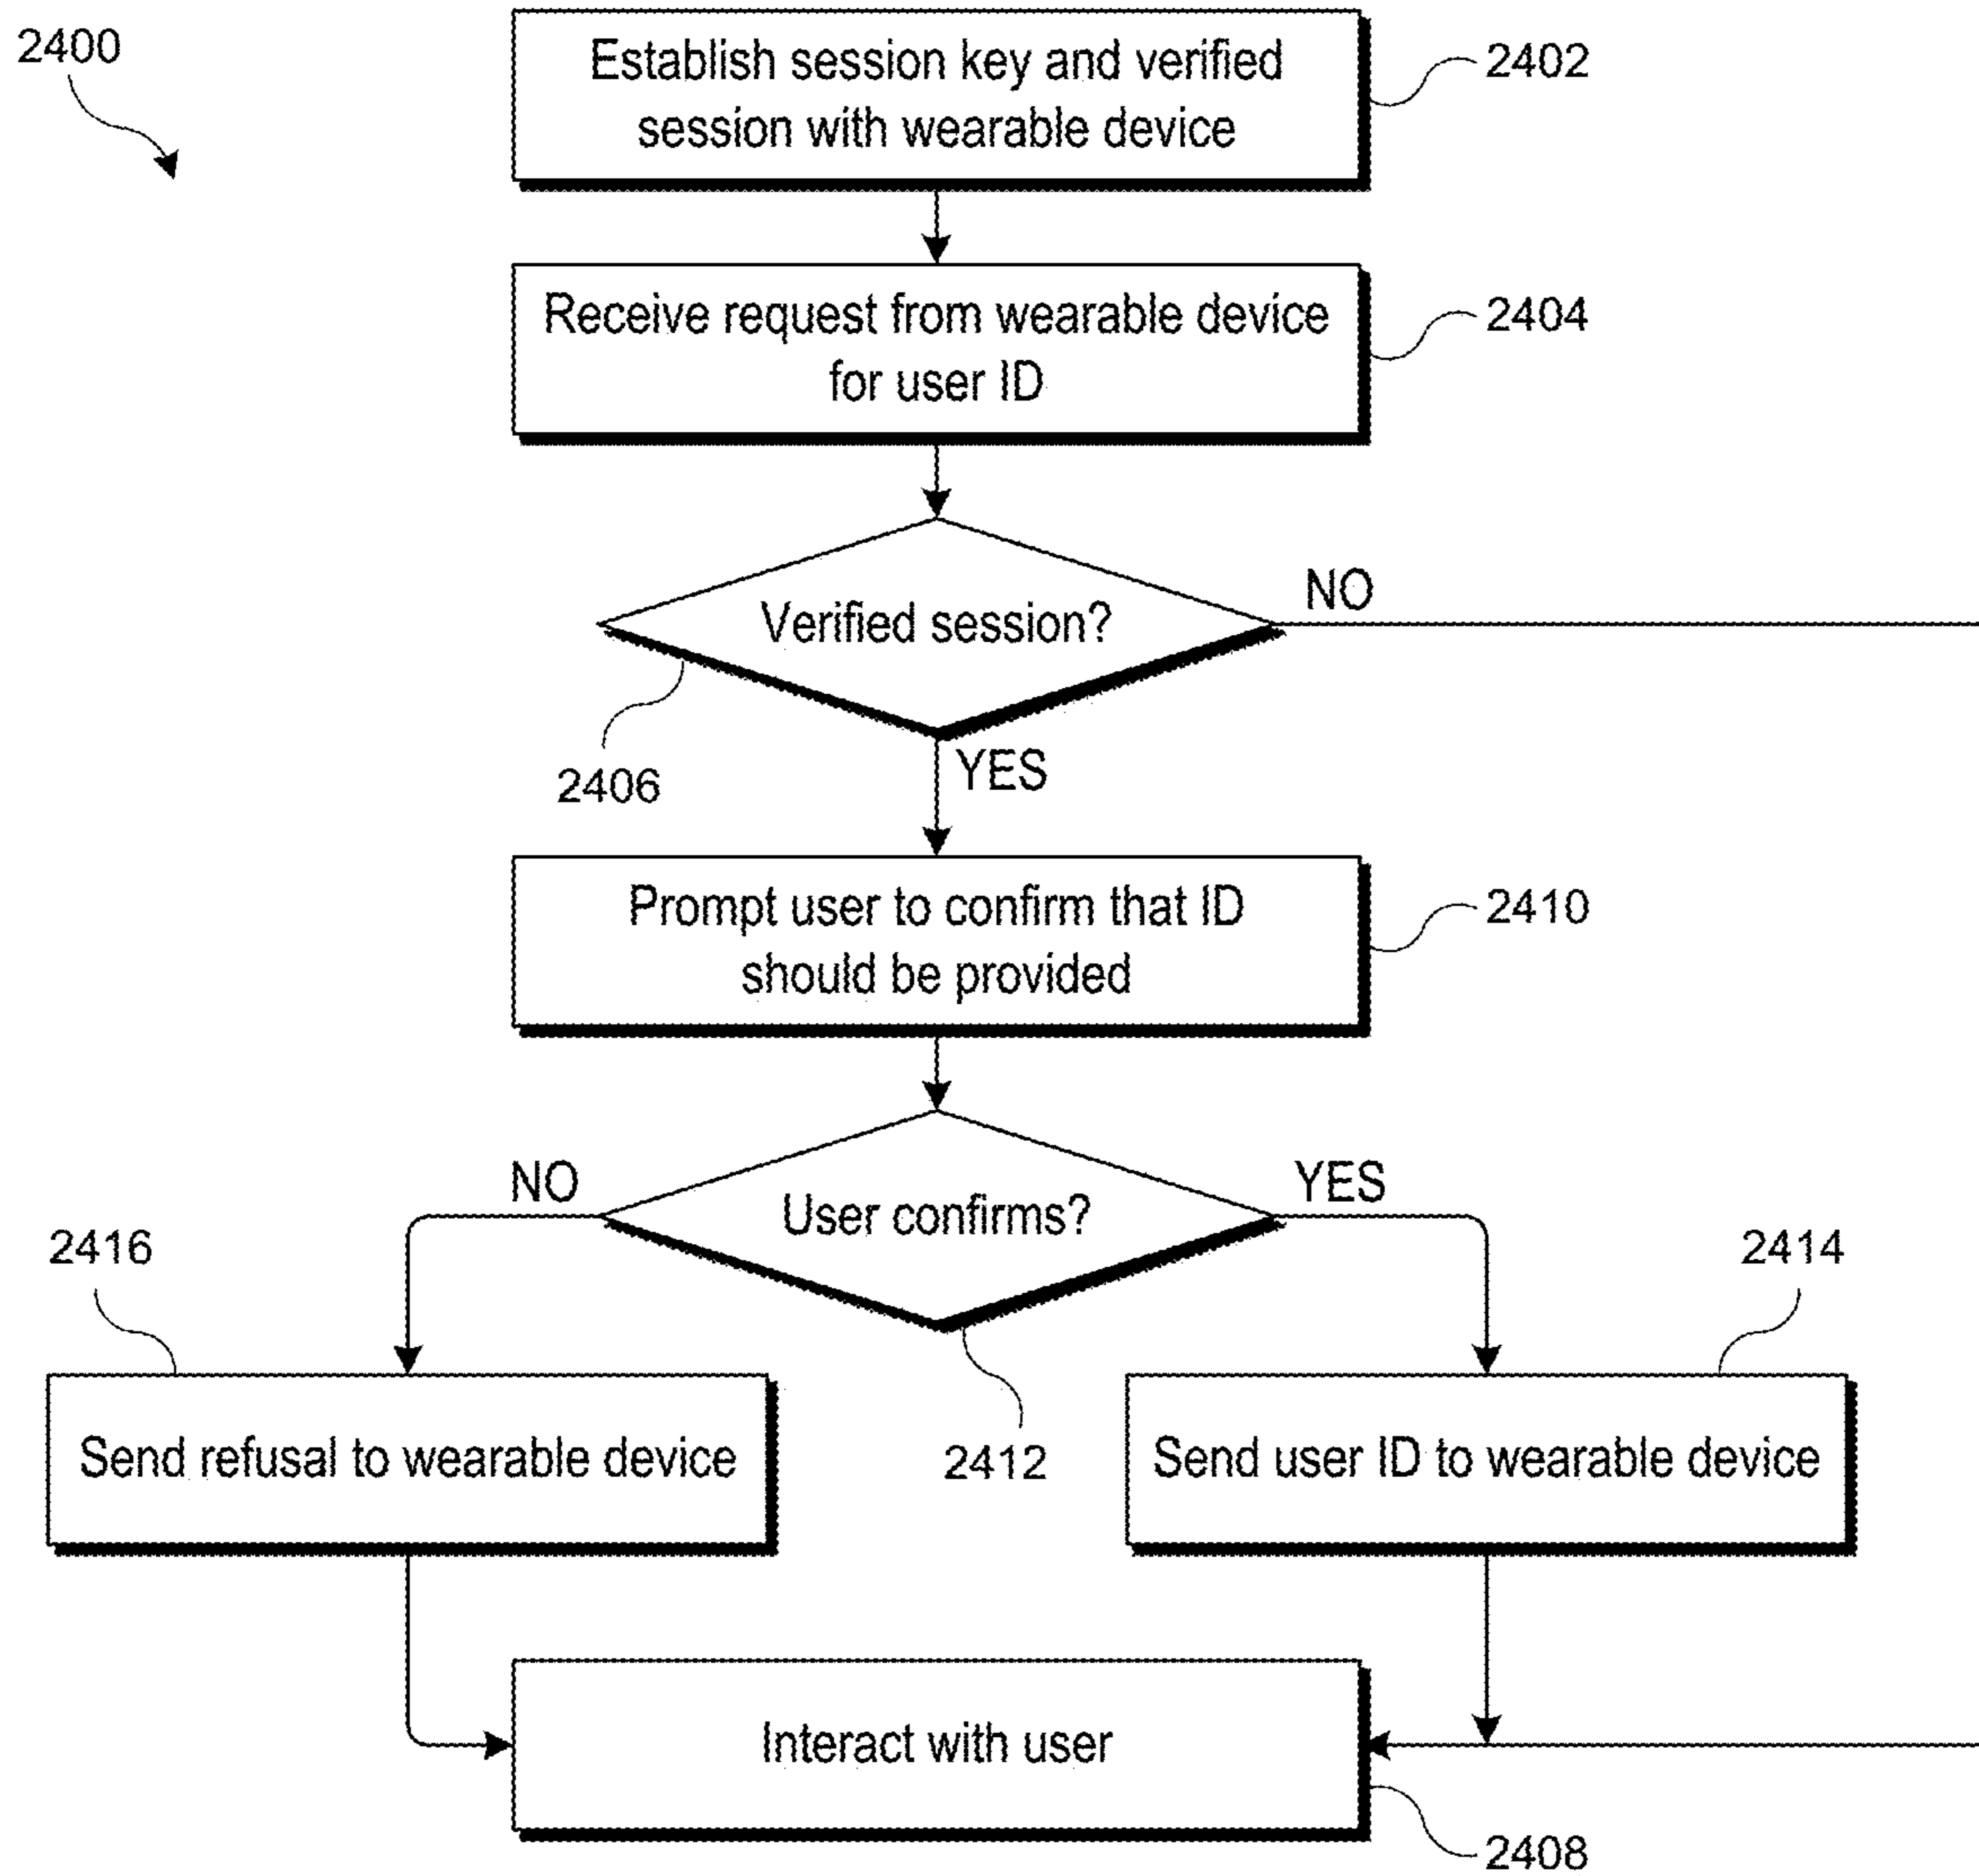 2400
Establish session key and verified
session with wearable device
2402
Receive request from wearable device
for user ID
2404
Verified session?
NO
2406
YES
Prompt user to confirm that ID
should be provided
2410
NO
User confirms?
YES
2416
2414
Send refusal to wearable device
2412
Send user ID to wearable device
Interact with user
2408